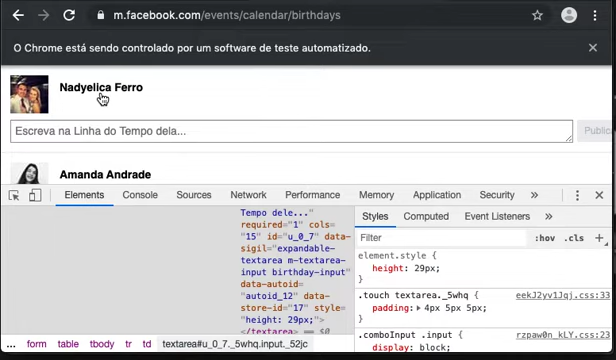 m.facebook.com/events/calendar/birthdays
O Chrome está sendo controlado por um software de teste automatizado.
Nadyelica Ferro
Escreva na Linha do Tempo dela...
Publica
Amanda Andrade
Elements Console Sources Network Performance Memory Application Security »
Tempo dele..."
required="1" cols=
"15" id="u_0_7" data-
sigil="expandable-
textarea m-textarea-
input birthday-input"
data-autoid=
"autoid_12" data-
store-id="17" style=
"height: 29px;">
</textarea> == $0
... form table tbody tr td textarea#u_0_7._5whq.input._52jc
Styles Computed Event Listeners »
Filter :hov .cls +
element.style {
height: 29px;
.touch textarea._5whq { eekJ2yv1Jqj.css:33
padding: 4px 5px 5px;
}
.comboInput .input { rzpaw0n_kLY.css:35
display: block;